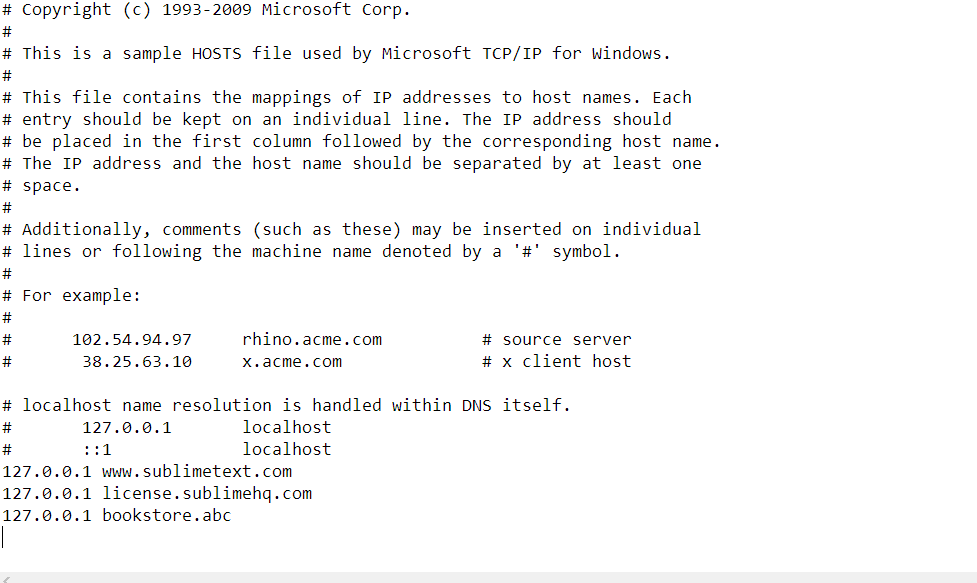 # Copyright (c) 1993-2009 Microsoft Corp.
#
# This is a sample HOSTS file used by Microsoft TCP/IP for Windows.
#
# This file contains the mappings of IP addresses to host names. Each
# entry should be kept on an individual line. The IP address should
# be placed in the first column followed by the corresponding host name.
# The IP address and the host name should be separated by at least one
# space.
#
# Additionally, comments (such as these) may be inserted on individual
# lines or following the machine name denoted by a '#' symbol.
#
# For example:
#
#      102.54.94.97     rhino.acme.com          # source server
#       38.25.63.10     x.acme.com              # x client host

# localhost name resolution is handled within DNS itself.
#       127.0.0.1       localhost
#       ::1             localhost
127.0.0.1 www.sublimetext.com
127.0.0.1 license.sublimehq.com
127.0.0.1 bookstore.abc